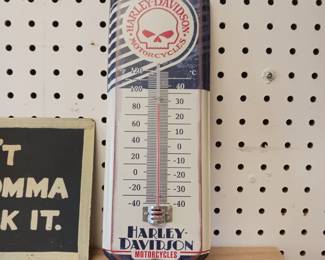 HARLEY-DAVIDSON
MOTORCYCLES
°F °C
120
100 40
80 30
60 20
40 10
20 0
0 -10
-20 -20
-40 -40
HARLEY-
DAVIDSON
MOTORCYCLES
'T
OMMA
K IT.